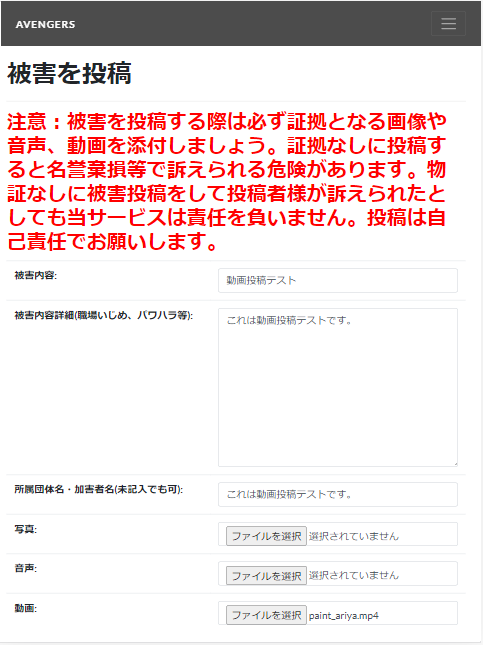 AVENGERS
被害を投稿
注意：被害を投稿する際は必ず証拠となる画像や
音声、動画を添付しましょう。証拠なしに投稿す
ると名誉棄損等で訴えられる危険があります。物
証なしに被害投稿をして投稿者様が訴えられたと
しても当サービスは責任を負いません。投稿は自
己責任でお願いします。
被害内容: 動画投稿テスト
被害内容詳細(職場いじめ、パワハラ等): これは動画投稿テストです。
所属団体名・加害者名(未記入でも可): これは動画投稿テストです。
写真: ファイルを選択 選択されていません
音声: ファイルを選択 選択されていません
動画: ファイルを選択 paint_ariya.mp4